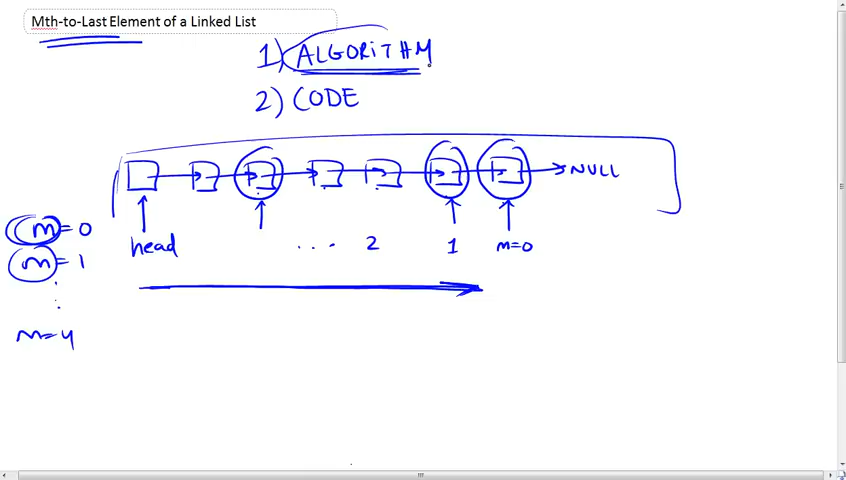 Mth-to-Last Element of a Linked List
1) ALGORITHM
2) CODE
NULL
m = 0
head ... 2 1 m=0
m = 1
m=4